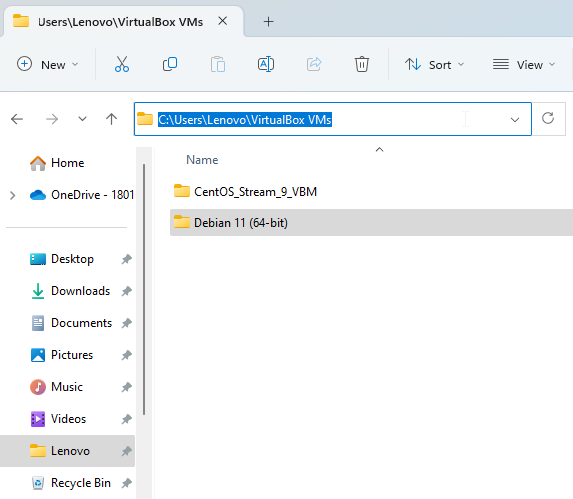 Users\Lenovo\VirtualBox VMs
New
Sort
View
C:\Users\Lenovo\VirtualBox VMs
Home
OneDrive - 1801
Desktop
Downloads
Documents
Pictures
Music
Videos
Lenovo
Recycle Bin
Name
CentOS_Stream_9_VBM
Debian 11 (64-bit)